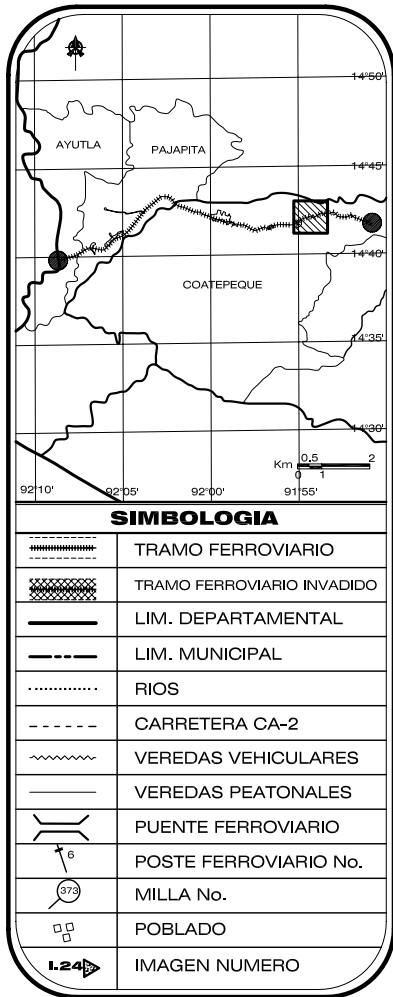 14°50'
AYUTLA
PAJAPITA
14°45'
14°40'
COATEPEQUE
14°35'
14°30'
Km 0.5 2
0 1
92°10' 92°05' 92°00' 91°55'
SIMBOLOGIA
TRAMO FERROVIARIO
TRAMO FERROVIARIO INVADIDO
LIM. DEPARTAMENTAL
LIM. MUNICIPAL
RIOS
CARRETERA CA-2
VEREDAS VEHICULARES
VEREDAS PEATONALES
PUENTE FERROVIARIO
6 POSTE FERROVIARIO No.
373 MILLA No.
POBLADO
I.24 IMAGEN NUMERO